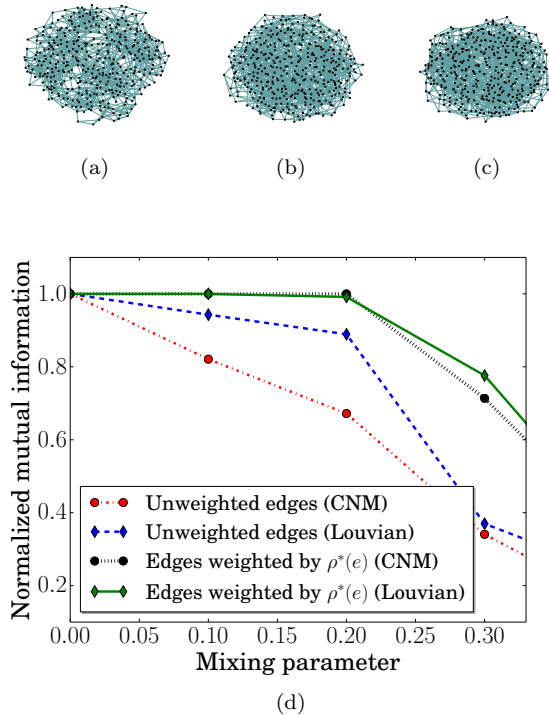 (a) (b) (c)
Normalized mutual information
1.0
0.8
0.6
0.4
0.2
Unweighted edges (CNM)
Unweighted edges (Louvian)
Edges weighted by ρ*(e) (CNM)
Edges weighted by ρ*(e) (Louvian)
0.00 0.05 0.10 0.15 0.20 0.25 0.30
Mixing parameter
(d)